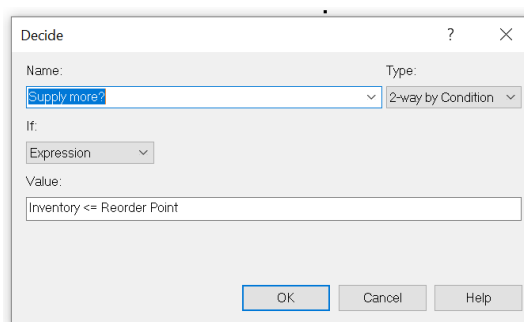 Decide ? ×
Name: Type:
Supply more? 2-way by Condition
If:
Expression
Value:
Inventory <= Reorder Point
OK Cancel Help